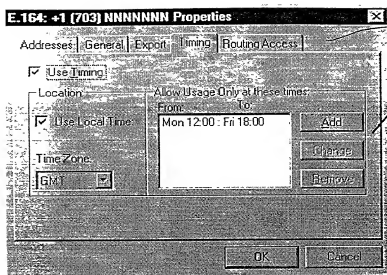 E.164: +1 (703) NNNNNNN Properties
Addresses General Export Timing Routing Access
Use Timing
Location Allow Usage Only at these times:
From: To:
Use Local Time Mon 12:00 : Fri 18:00 Add
Time Zone: Change
GMT Remove
OK Cancel